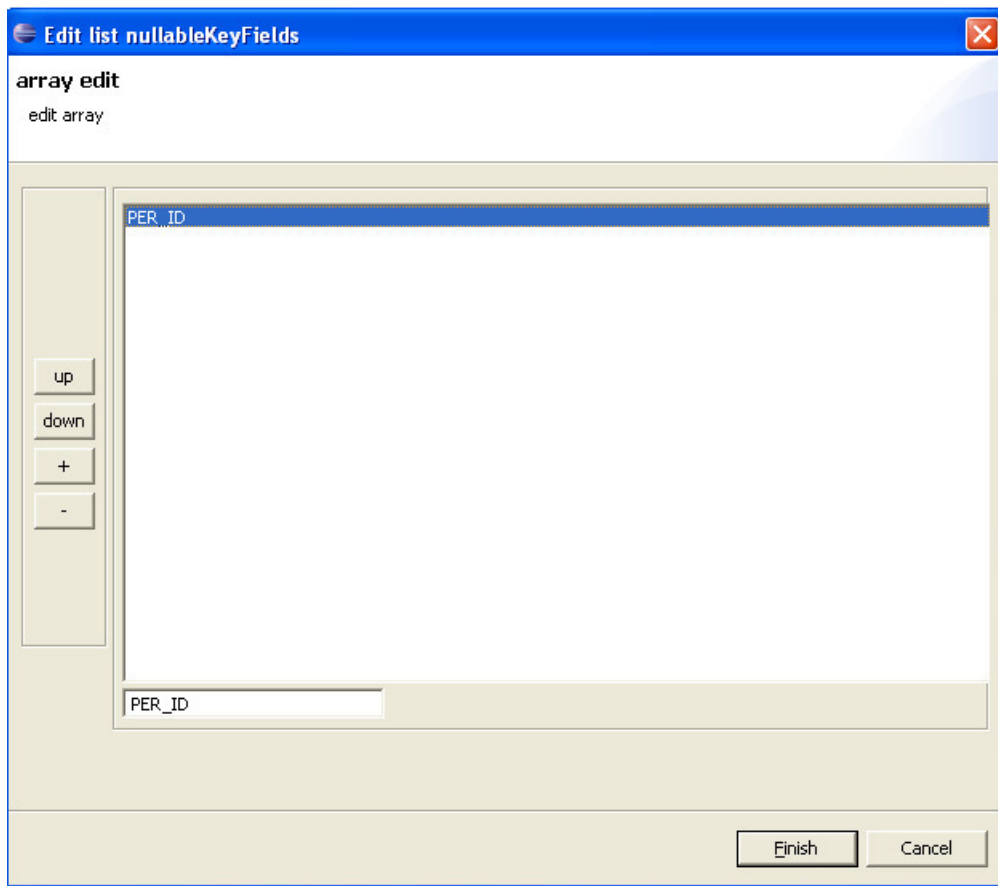 Edit list nullableKeyFields
array edit
edit array
PER_ID
up
down
+
-
PER_ID
Finish
Cancel